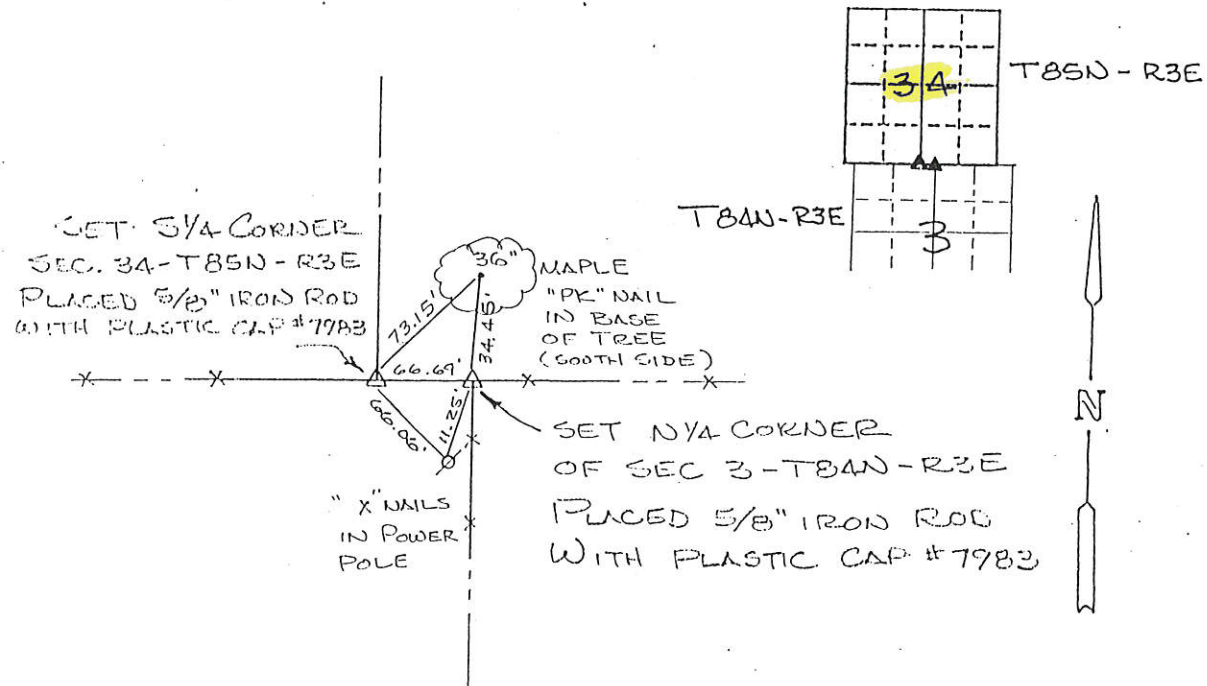 34
T85N - R3E
T84N-R3E
3
SET S1/4 CORNER
SEC. 34-T85N-R3E
PLACED 5/8" IRON ROD
WITH PLASTIC CAP #7983
36"
MAPLE
"PK" NAIL
IN BASE
OF TREE
(SOUTH SIDE)
73.15'
34.45'
66.69'
66.06'
11.25'
"X" NAILS
IN POWER
POLE
SET N1/4 CORNER
OF SEC 3-T84N-R3E
PLACED 5/8" IRON ROD
WITH PLASTIC CAP #7983
N